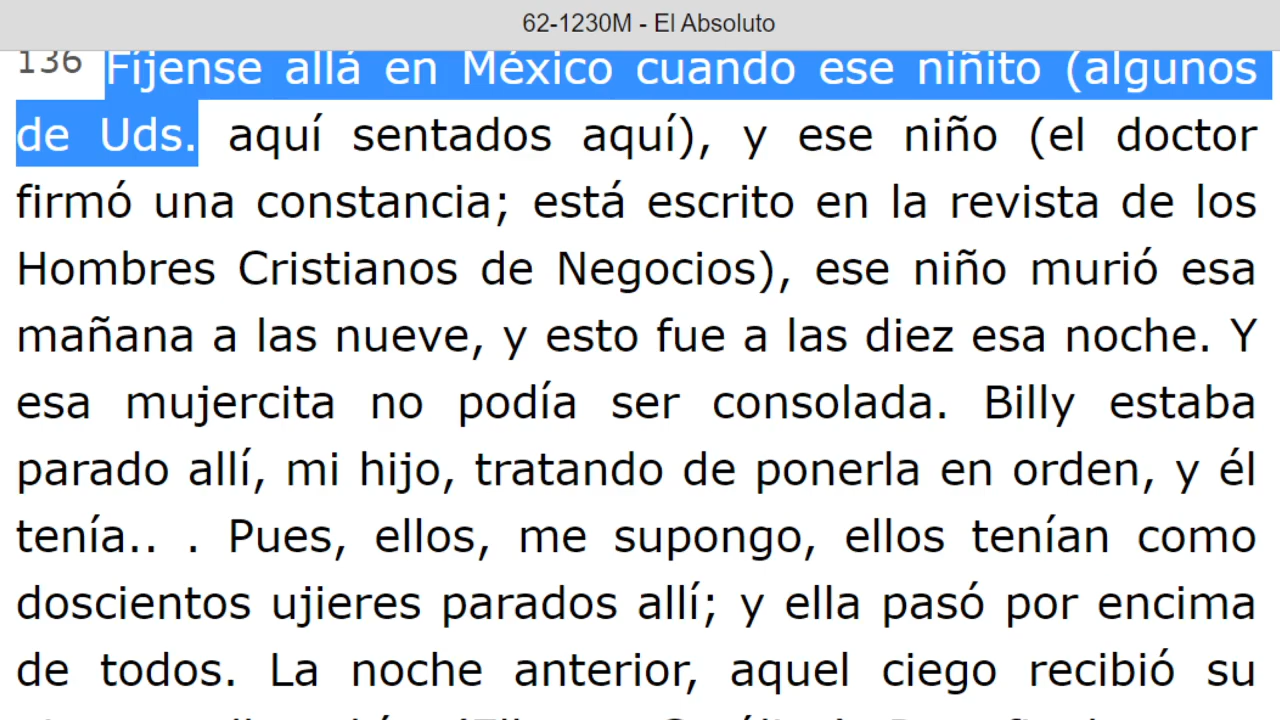 62-1230M - El Absoluto
136 Fíjense allá en México cuando ese niñito (algunos
de Uds. aquí sentados aquí), y ese niño (el doctor
firmó una constancia; está escrito en la revista de los
Hombres Cristianos de Negocios), ese niño murió esa
mañana a las nueve, y esto fue a las diez esa noche. Y
esa mujercita no podía ser consolada. Billy estaba
parado allí, mi hijo, tratando de ponerla en orden, y él
tenía.. . Pues, ellos, me supongo, ellos tenían como
doscientos ujieres parados allí; y ella pasó por encima
de todos. La noche anterior, aquel ciego recibió su